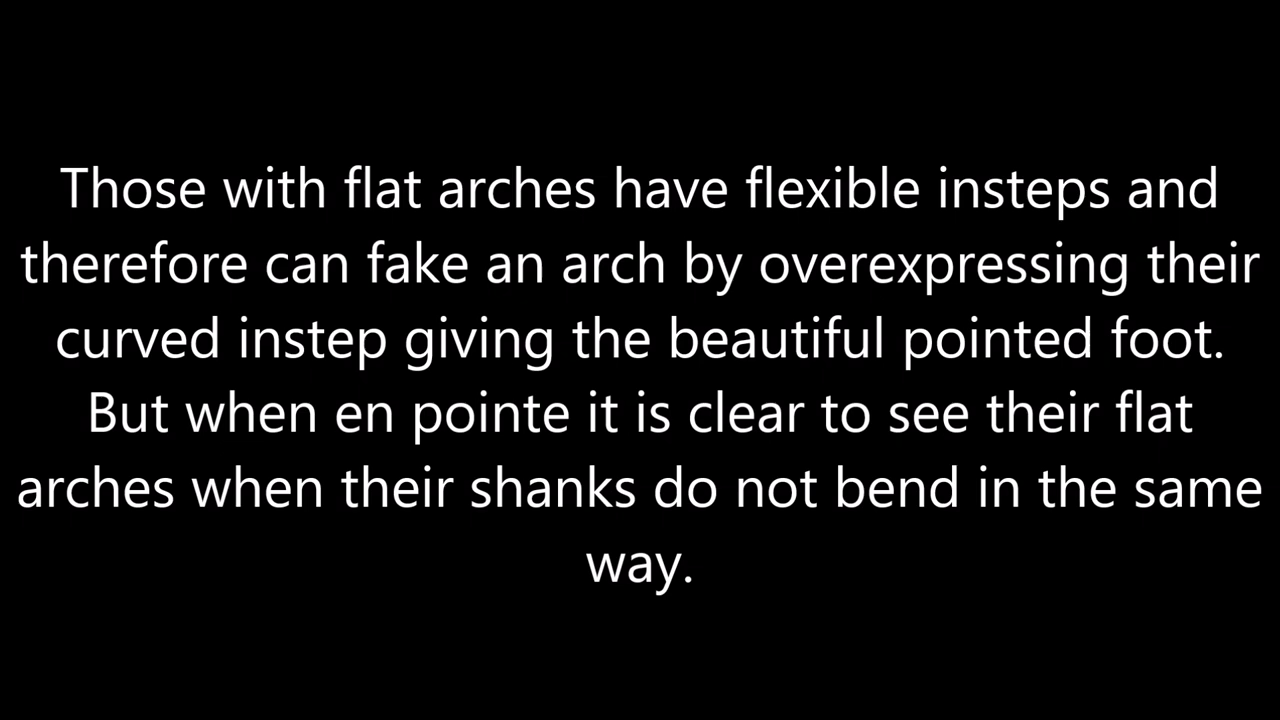 Those with flat arches have flexible insteps and
therefore can fake an arch by overexpressing their
curved instep giving the beautiful pointed foot.
But when en pointe it is clear to see their flat
arches when their shanks do not bend in the same
way.